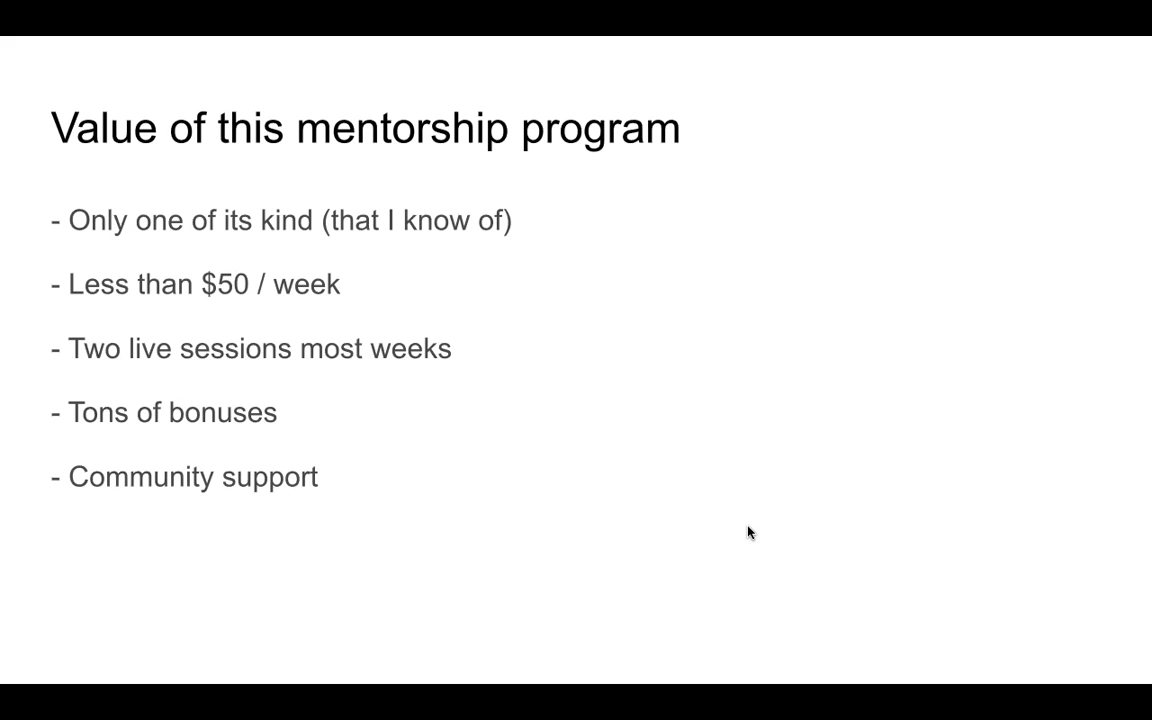 Value of this mentorship program
- Only one of its kind (that I know of)
- Less than $50 / week
- Two live sessions most weeks
- Tons of bonuses
- Community support